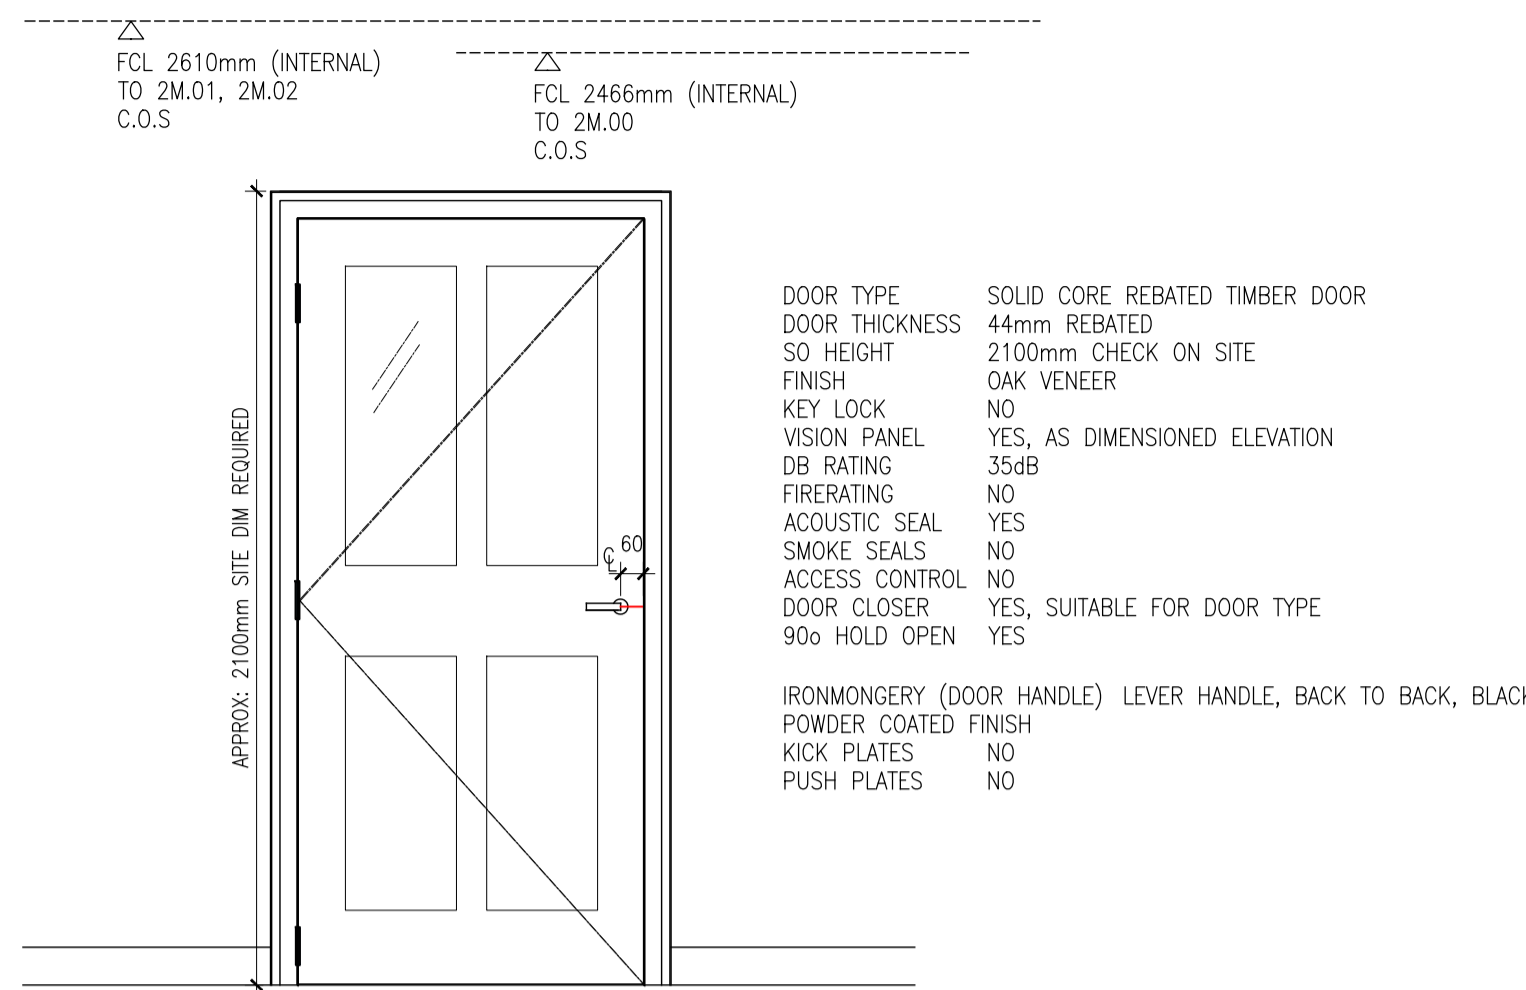 FCL 2610mm (INTERNAL)
TO 2M.01, 2M.02
C.O.S
FCL 2466mm (INTERNAL)
TO 2M.00
C.O.S
APPROX: 2100mm SITE DIM REQUIRED
℄ 60
DOOR TYPE SOLID CORE REBATED TIMBER DOOR
DOOR THICKNESS 44mm REBATED
SO HEIGHT 2100mm CHECK ON SITE
FINISH OAK VENEER
KEY LOCK NO
VISION PANEL YES, AS DIMENSIONED ELEVATION
DB RATING 35dB
FIRERATING NO
ACOUSTIC SEAL YES
SMOKE SEALS NO
ACCESS CONTROL NO
DOOR CLOSER YES, SUITABLE FOR DOOR TYPE
90o HOLD OPEN YES
IRONMONGERY (DOOR HANDLE) LEVER HANDLE, BACK TO BACK,
POWDER COATED FINISH
KICK PLATES NO
PUSH PLATES NO